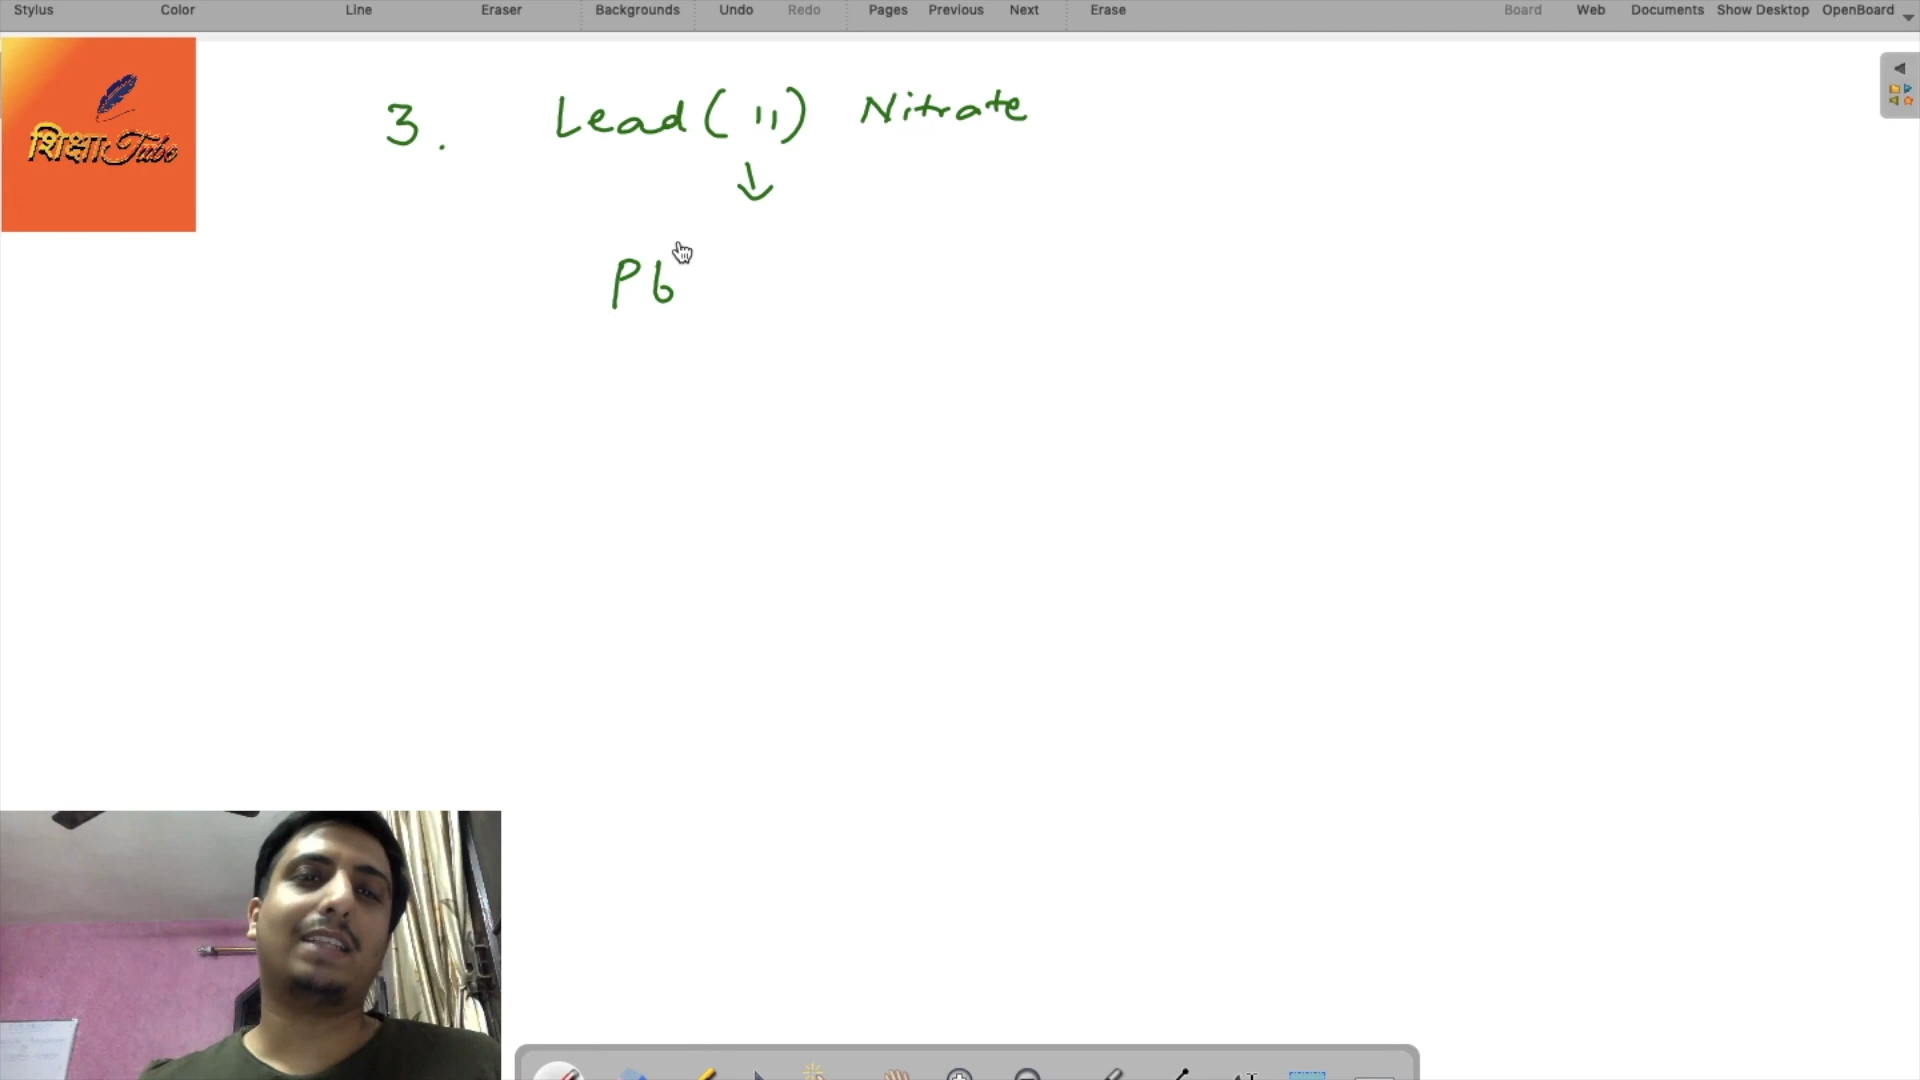 Stylus Color Line Eraser Backgrounds Undo Redo Pages Previous Next Erase Board Web Documents Show Desktop OpenBoard
शिक्षा Tube
3. Lead ( II ) Nitrate
↓
Pb